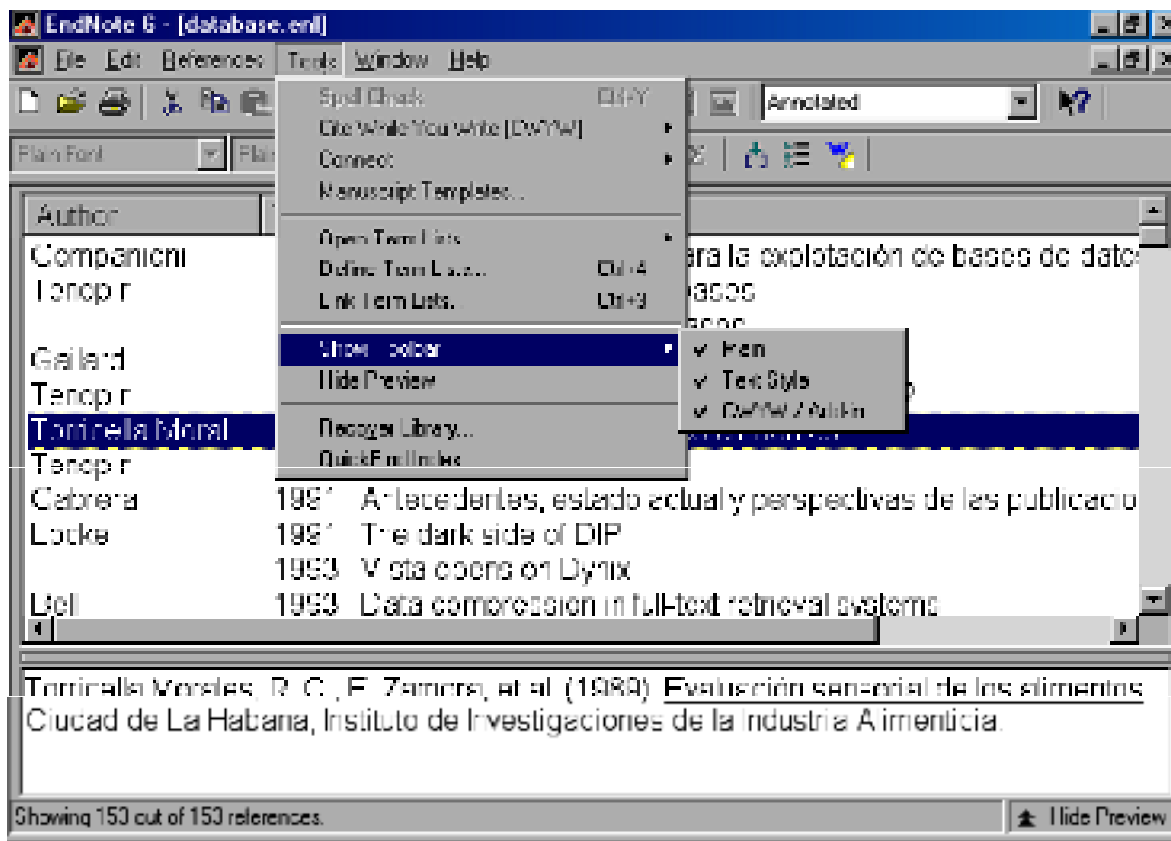 EndNote 6 - [database.enl]
File Edit References Tools Window Help
Annotated
Plain Font Plai
Spell Check Ctrl+Y
Cite While You Write [CWYW]
Connect
Manuscript Templates...
Open Term Lists
Define Term Lists... Ctrl+4
Link Term Lists... Ctrl+3
Show Toolbar
Hide Preview
Recover Library...
QuickFindIndex
Main
Text Style
CWYW / Add-in
Author
Companioni ara la explotación de bases de dato
Tenopir bases
Gaillard
Tenopir
Torricella Moral
Tenopir
Cabrera 1991 Antecedentes, estado actual y perspectivas de las publicacio
Locke 1991 The dark side of DIP
1993 Vista opens on Dynix
Bell 1993 Data compression in full-text retrieval systems
Torricella Morales, R. G., E. Zamora, et al. (1989). Evaluación sensorial de los alimentos.
Ciudad de La Habana, Instituto de Investigaciones de la Industria Alimenticia.
Showing 153 out of 153 references. Hide Preview